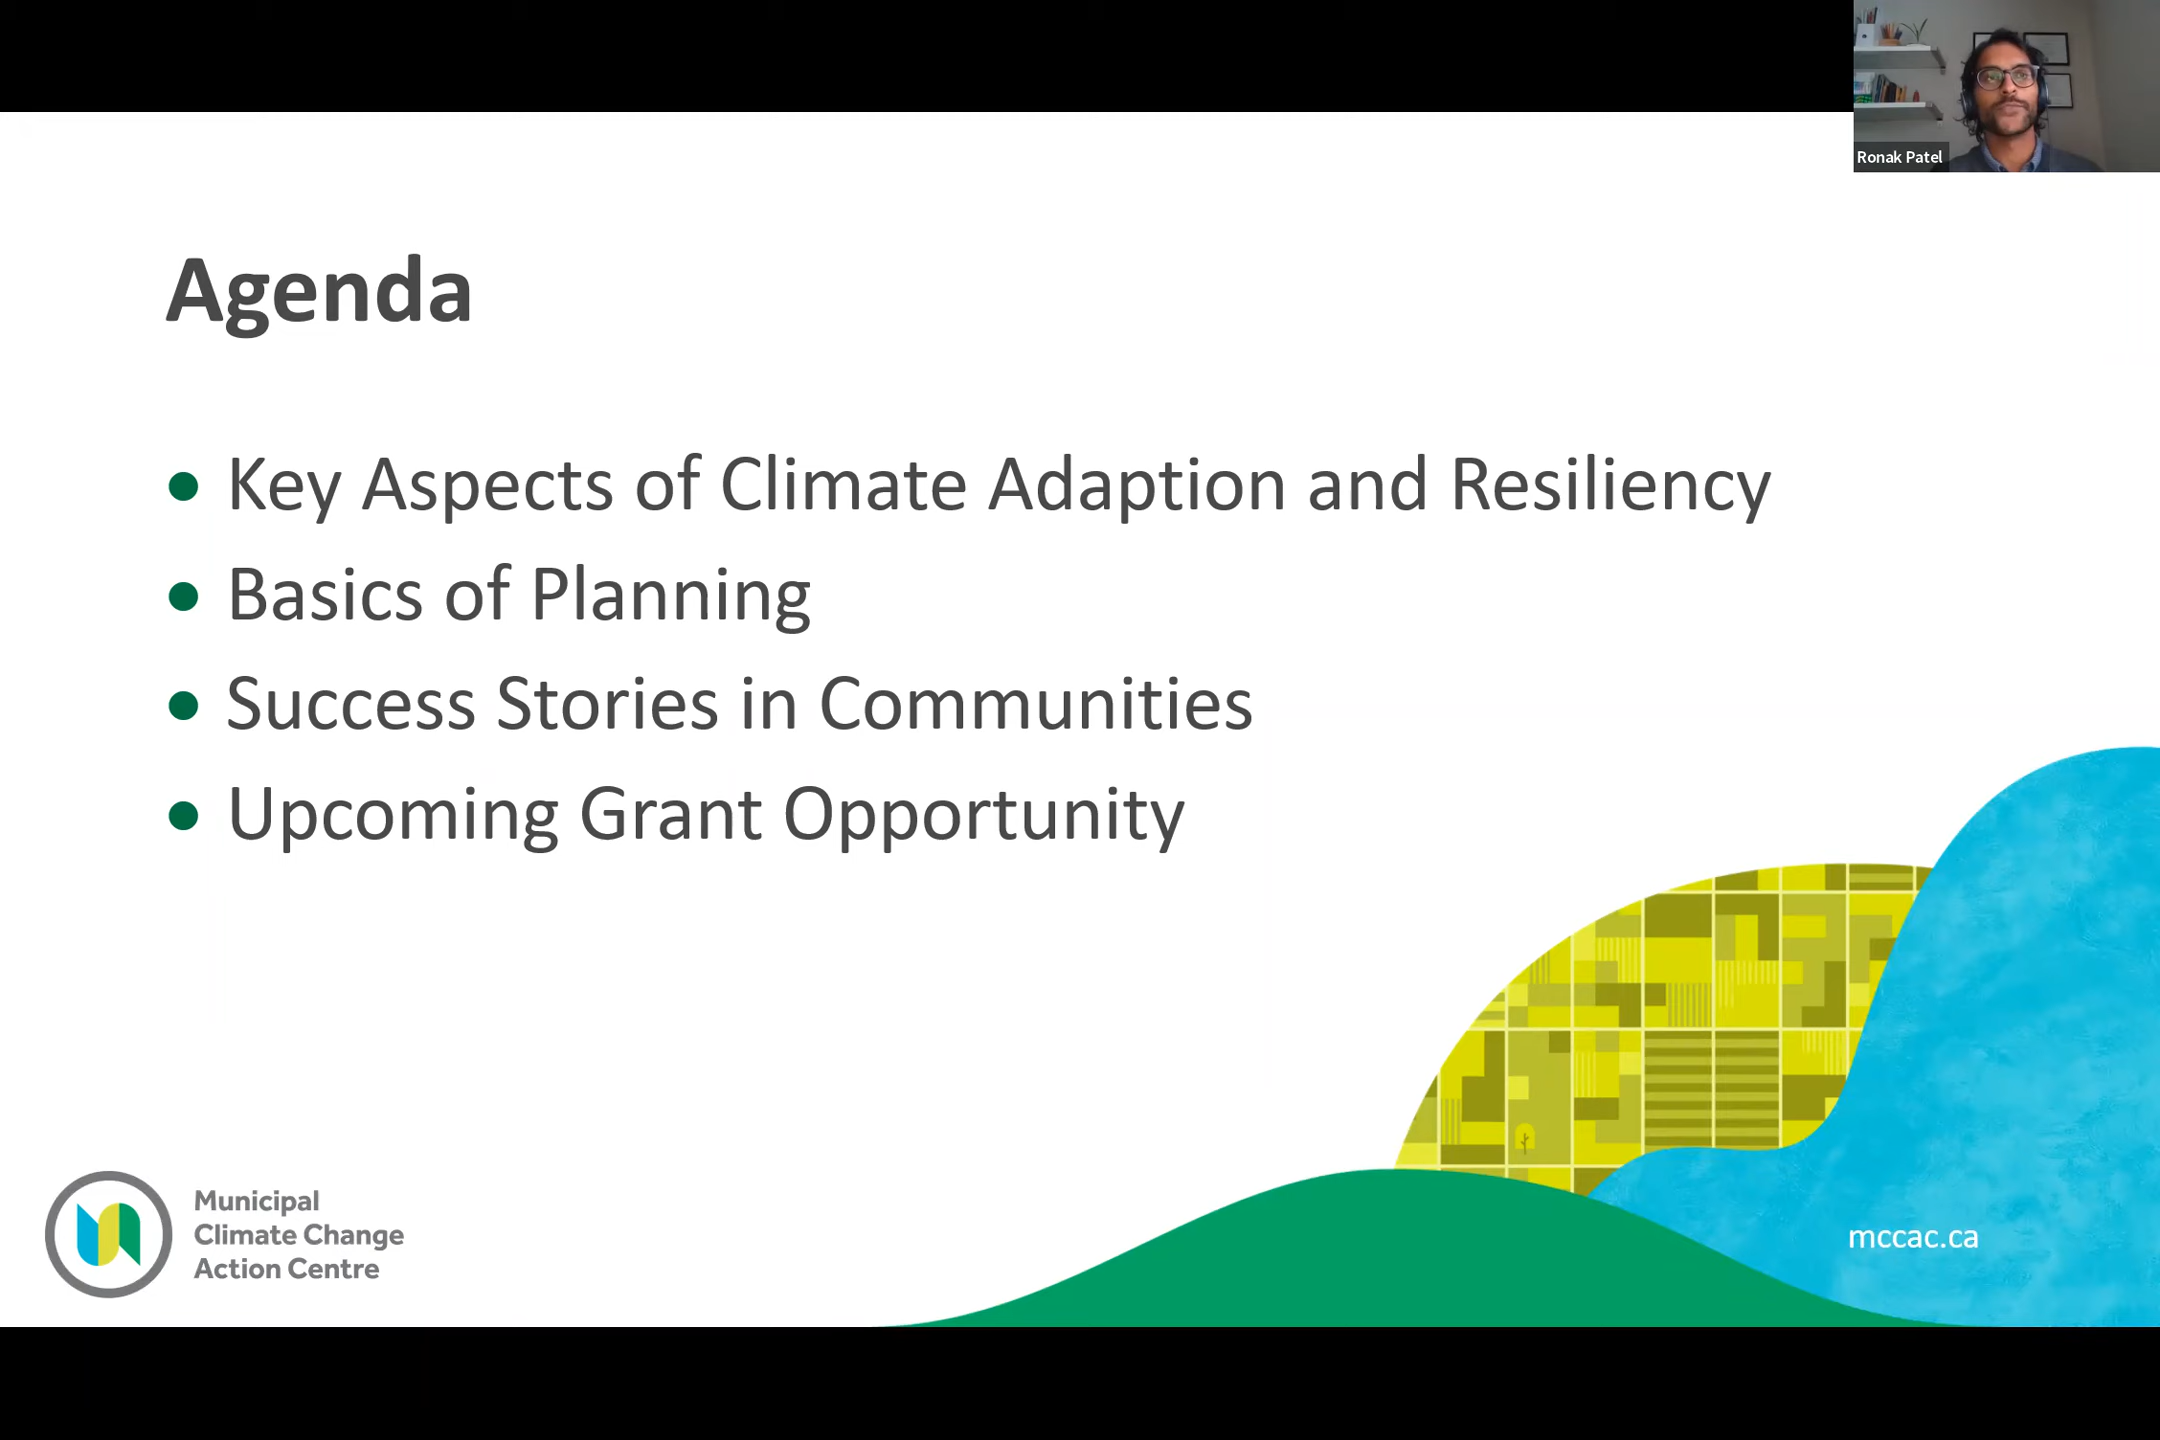 Ronak Patel
Agenda
Key Aspects of Climate Adaption and Resiliency
Basics of Planning
Success Stories in Communities
Upcoming Grant Opportunity
Municipal
Climate Change
Action Centre
mccac.ca